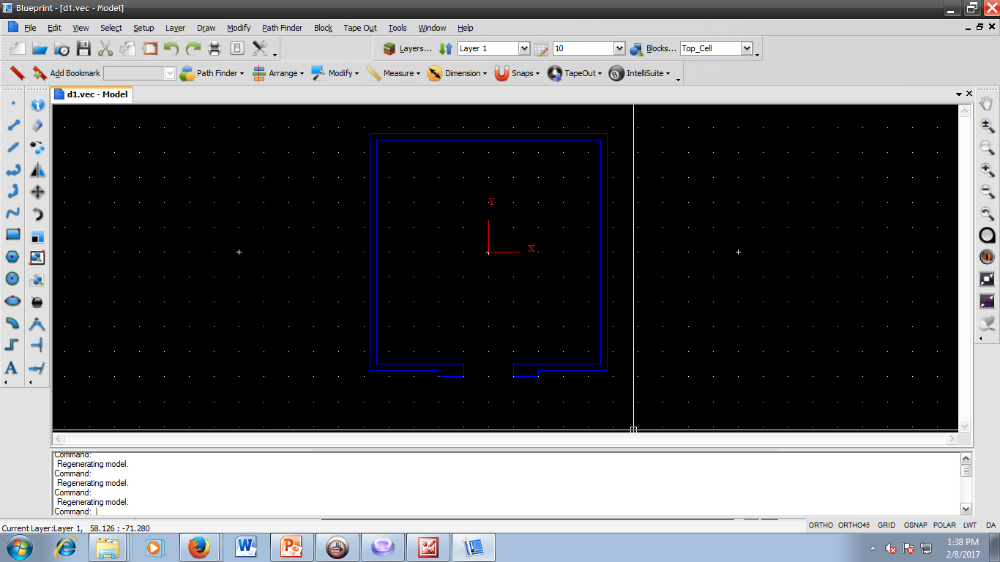 Blueprint - [d1.vec - Model]
File Edit View Select Setup Layer Draw Modify Path Finder Block Tape Out Tools Window Help
Layers... Layer 1 10 Blocks... Top_Cell
Add Bookmark Path Finder Arrange Modify Measure Dimension Snaps TapeOut IntelliSuite
d1.vec - Model
Y
X
A
Command:
Regenerating model.
Command:
Regenerating model.
Command:
Regenerating model.
Command:
Current Layer:Layer 1, 58.126 : -71.280 ORTHO ORTHO45 GRID OSNAP POLAR LWT DA
1:38 PM
2/8/2017